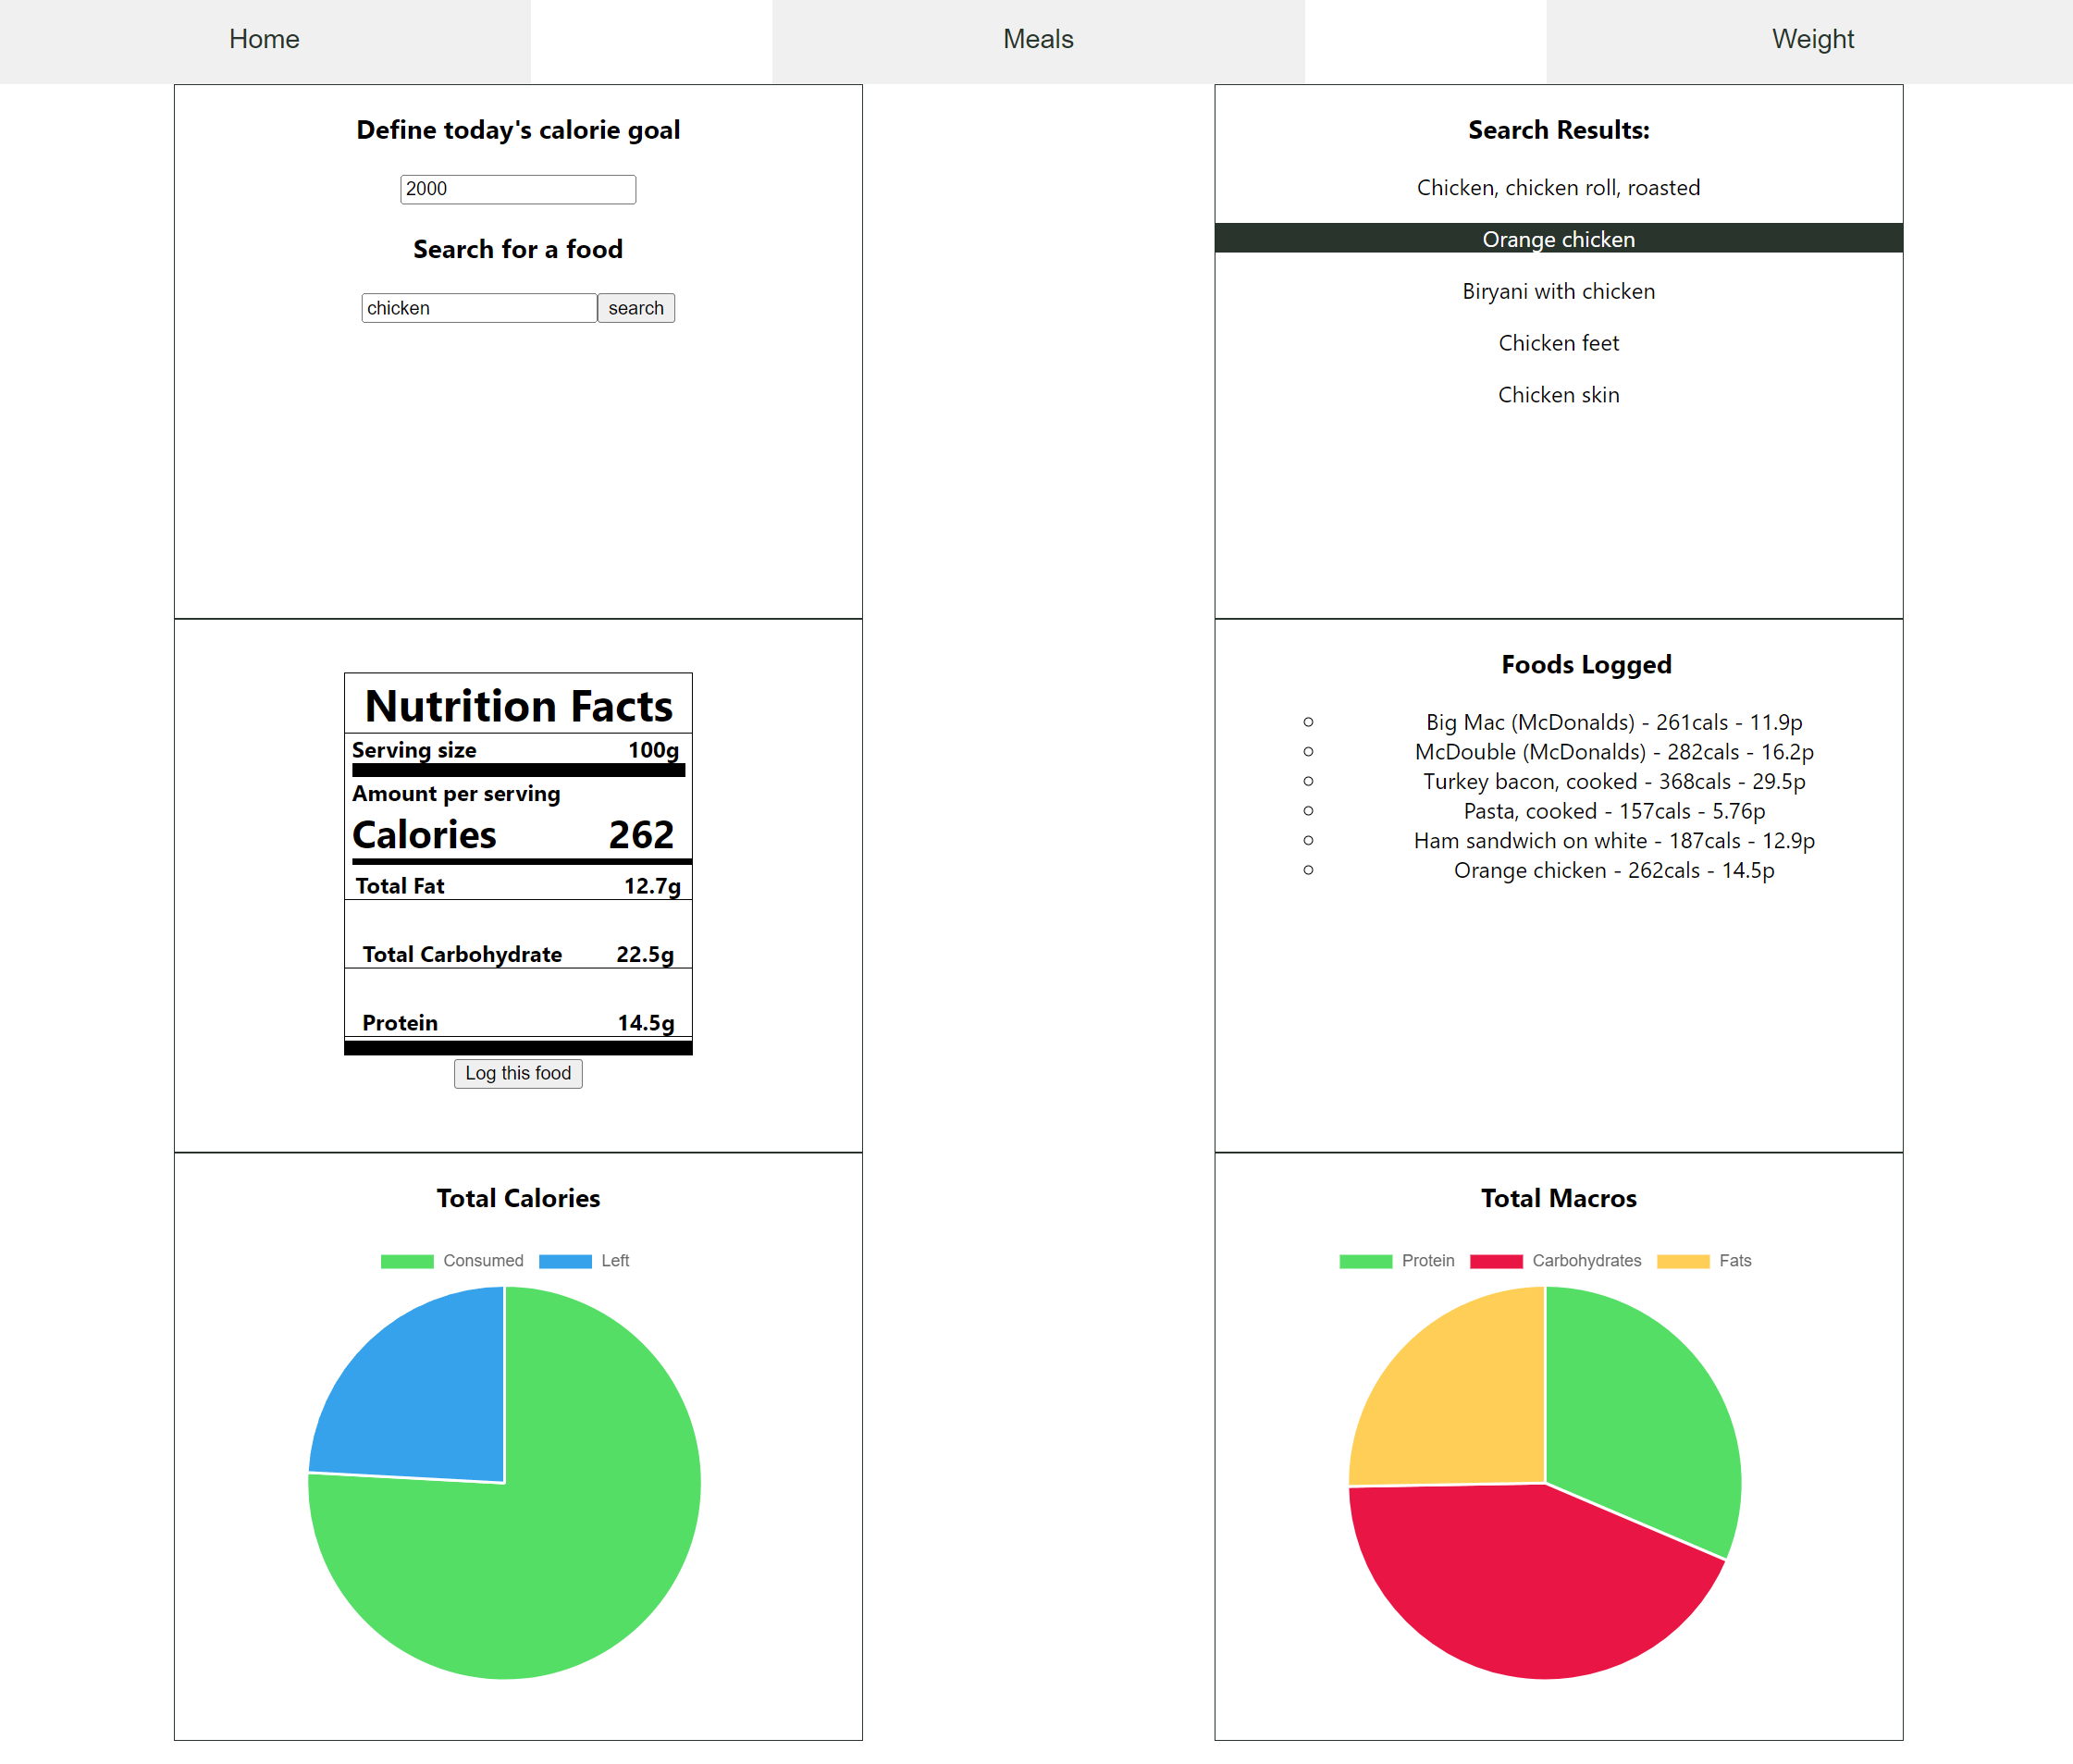 Home Meals Weight
Define today's calorie goal
2000
Search for a food
chicken search
Search Results:
Chicken, chicken roll, roasted
Orange chicken
Biryani with chicken
Chicken feet
Chicken skin
Nutrition Facts
Serving size 100g
Amount per serving
Calories 262
Total Fat 12.7g
Total Carbohydrate 22.5g
Protein 14.5g
Log this food
Foods Logged
Big Mac (McDonalds) - 261cals - 11.9p
McDouble (McDonalds) - 282cals - 16.2p
Turkey bacon, cooked - 368cals - 29.5p
Pasta, cooked - 157cals - 5.76p
Ham sandwich on white - 187cals - 12.9p
Orange chicken - 262cals - 14.5p
Total Calories
Consumed Left
Total Macros
Protein Carbohydrates Fats